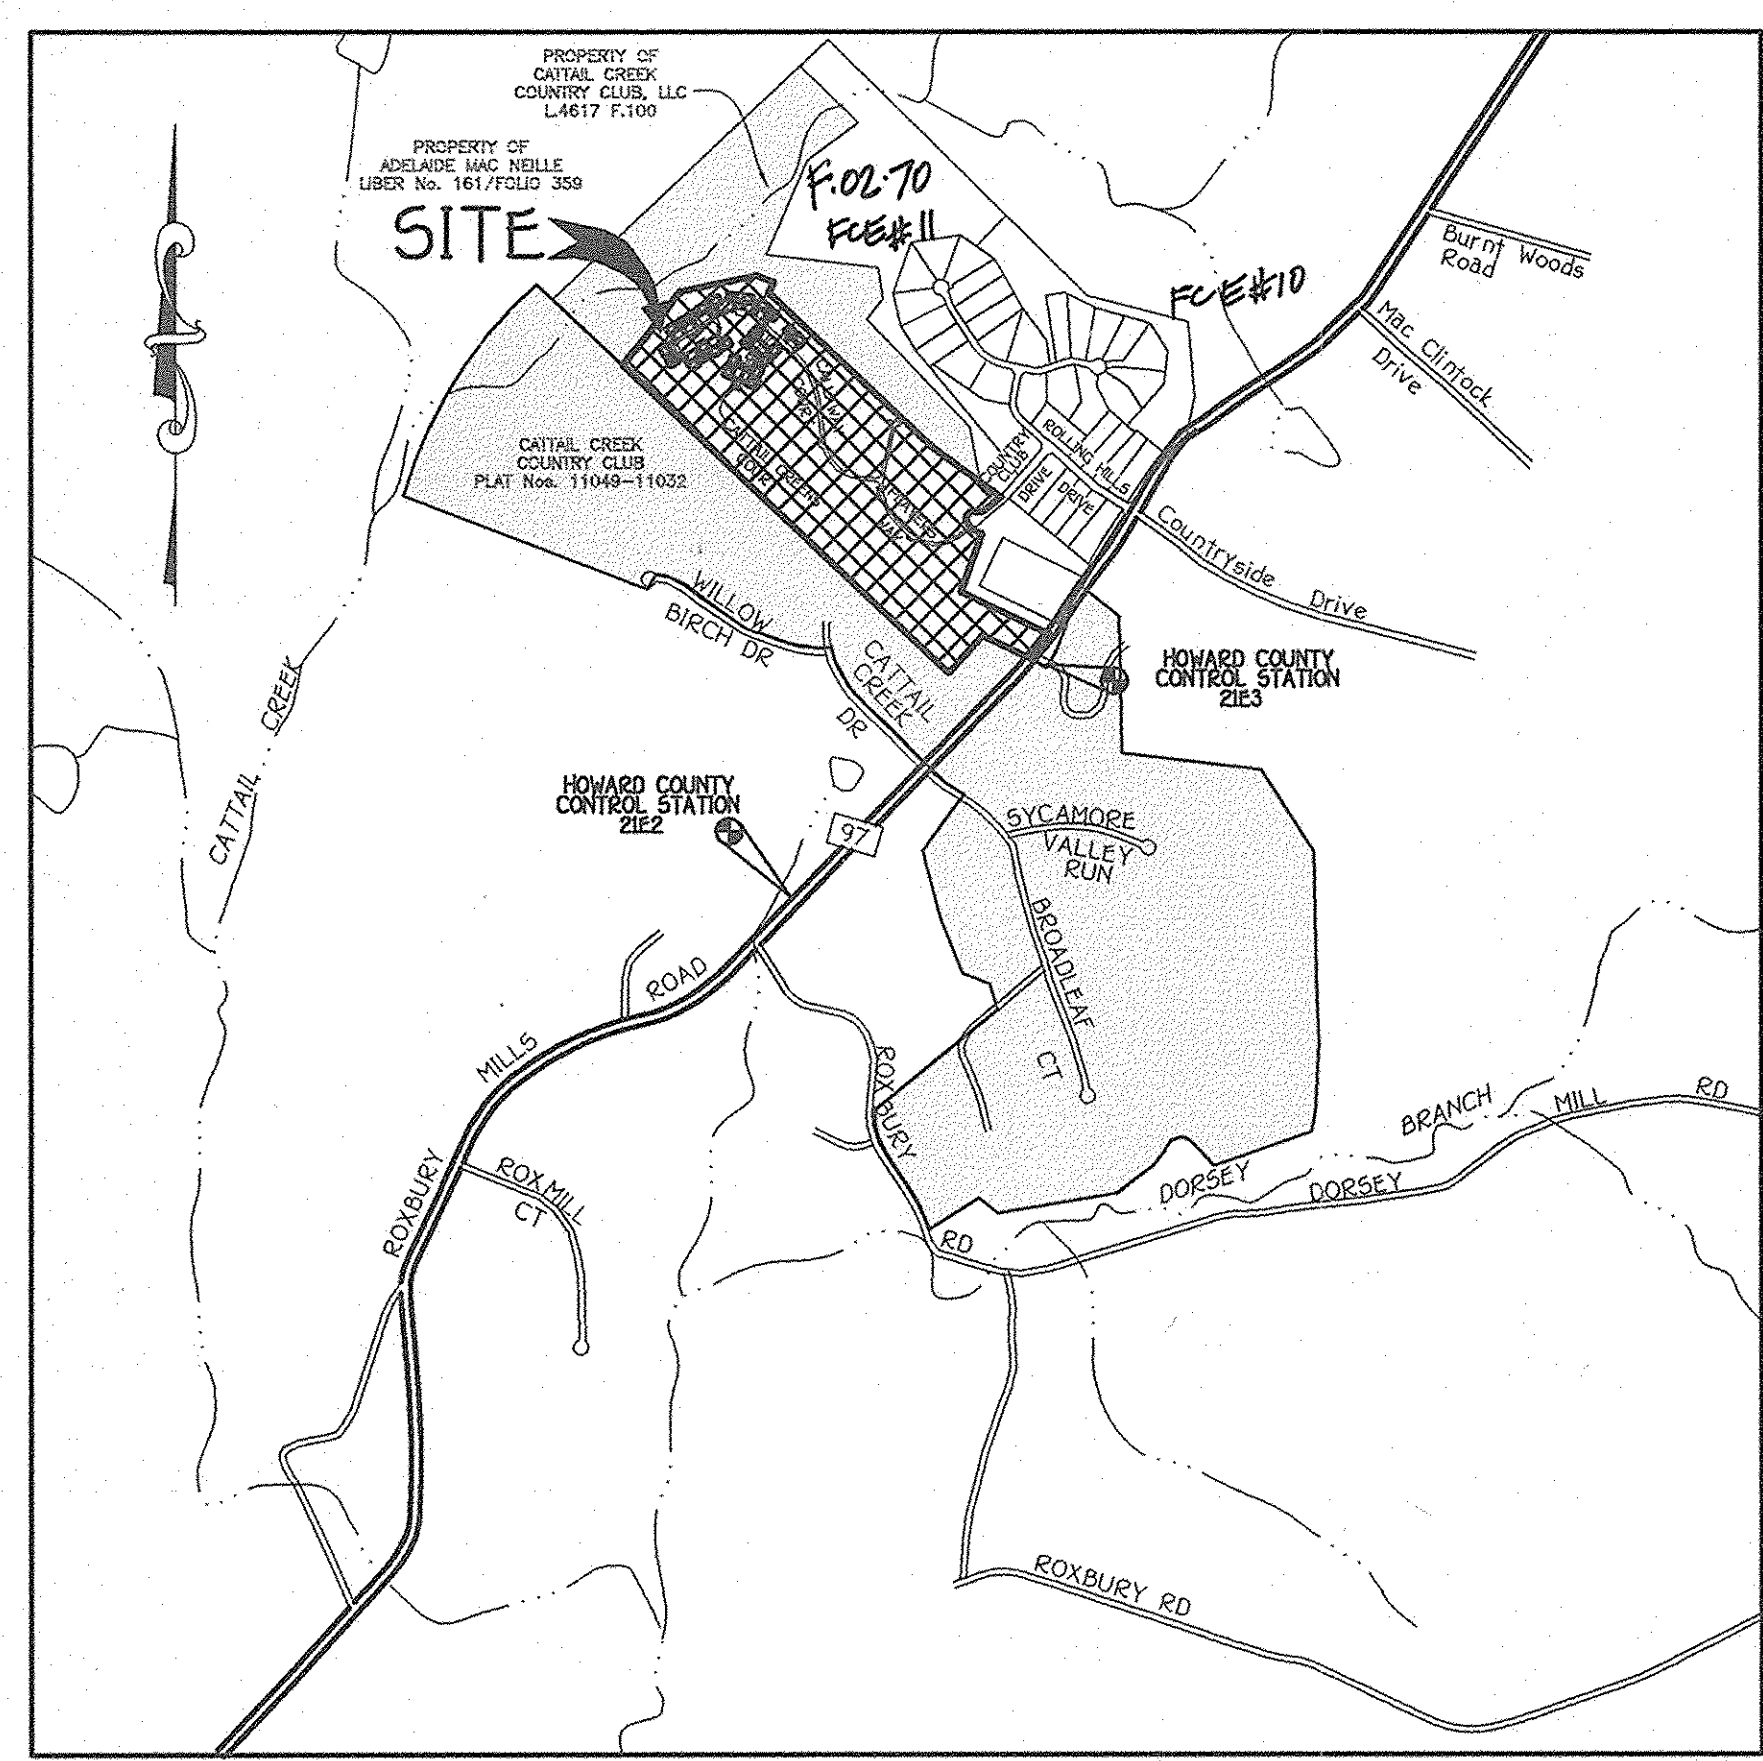 PROPERTY OF
CATTAIL CREEK
COUNTRY CLUB, LLC
L.4617 F.100
PROPERTY OF
ADELAIDE MAC NEILLE
LIBER No. 161/FOLIO 359
SITE
F.02.70
FCE#11
FCE#10
Burnt Woods
Road
Mac Clintock
Drive
CATTAIL CREEK
COUNTRY CLUB
PLAT Nos. 11049-11032
CATTAIL GREENS
COURT
WAY
COUNTRY
CLUB
DRIVE
ROLLING HILLS
DRIVE
Countryside Drive
WILLOW
BIRCH DR
CATTAIL
CREEK
DR
HOWARD COUNTY
CONTROL STATION
21E3
CATTAIL CREEK
HOWARD COUNTY
CONTROL STATION
21E2
97
SYCAMORE
VALLEY
RUN
BROADLEAF
CT
ROXBURY MILLS ROAD
ROXBURY
RD
ROXMILL
CT
DORSEY BRANCH
DORSEY MILL RD
ROXBURY RD